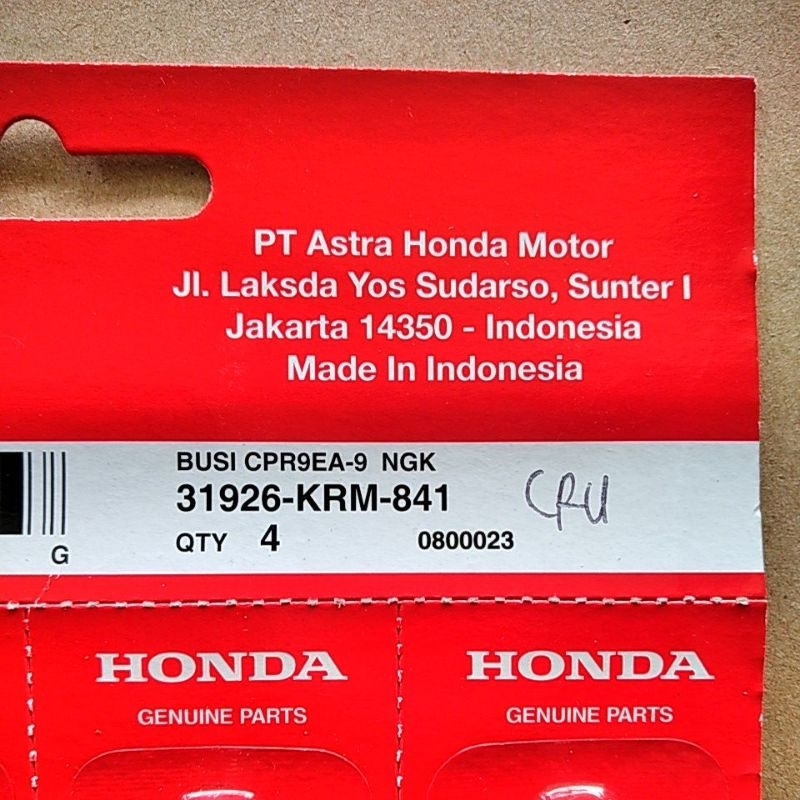 PT Astra Honda Motor
Jl. Laksda Yos Sudarso, Sunter I
Jakarta 14350 - Indonesia
Made In Indonesia
BUSI CPR9EA-9 NGK
31926-KRM-841
QTY 4 0800023
G
HONDA
GENUINE PARTS
HONDA
GENUINE PARTS